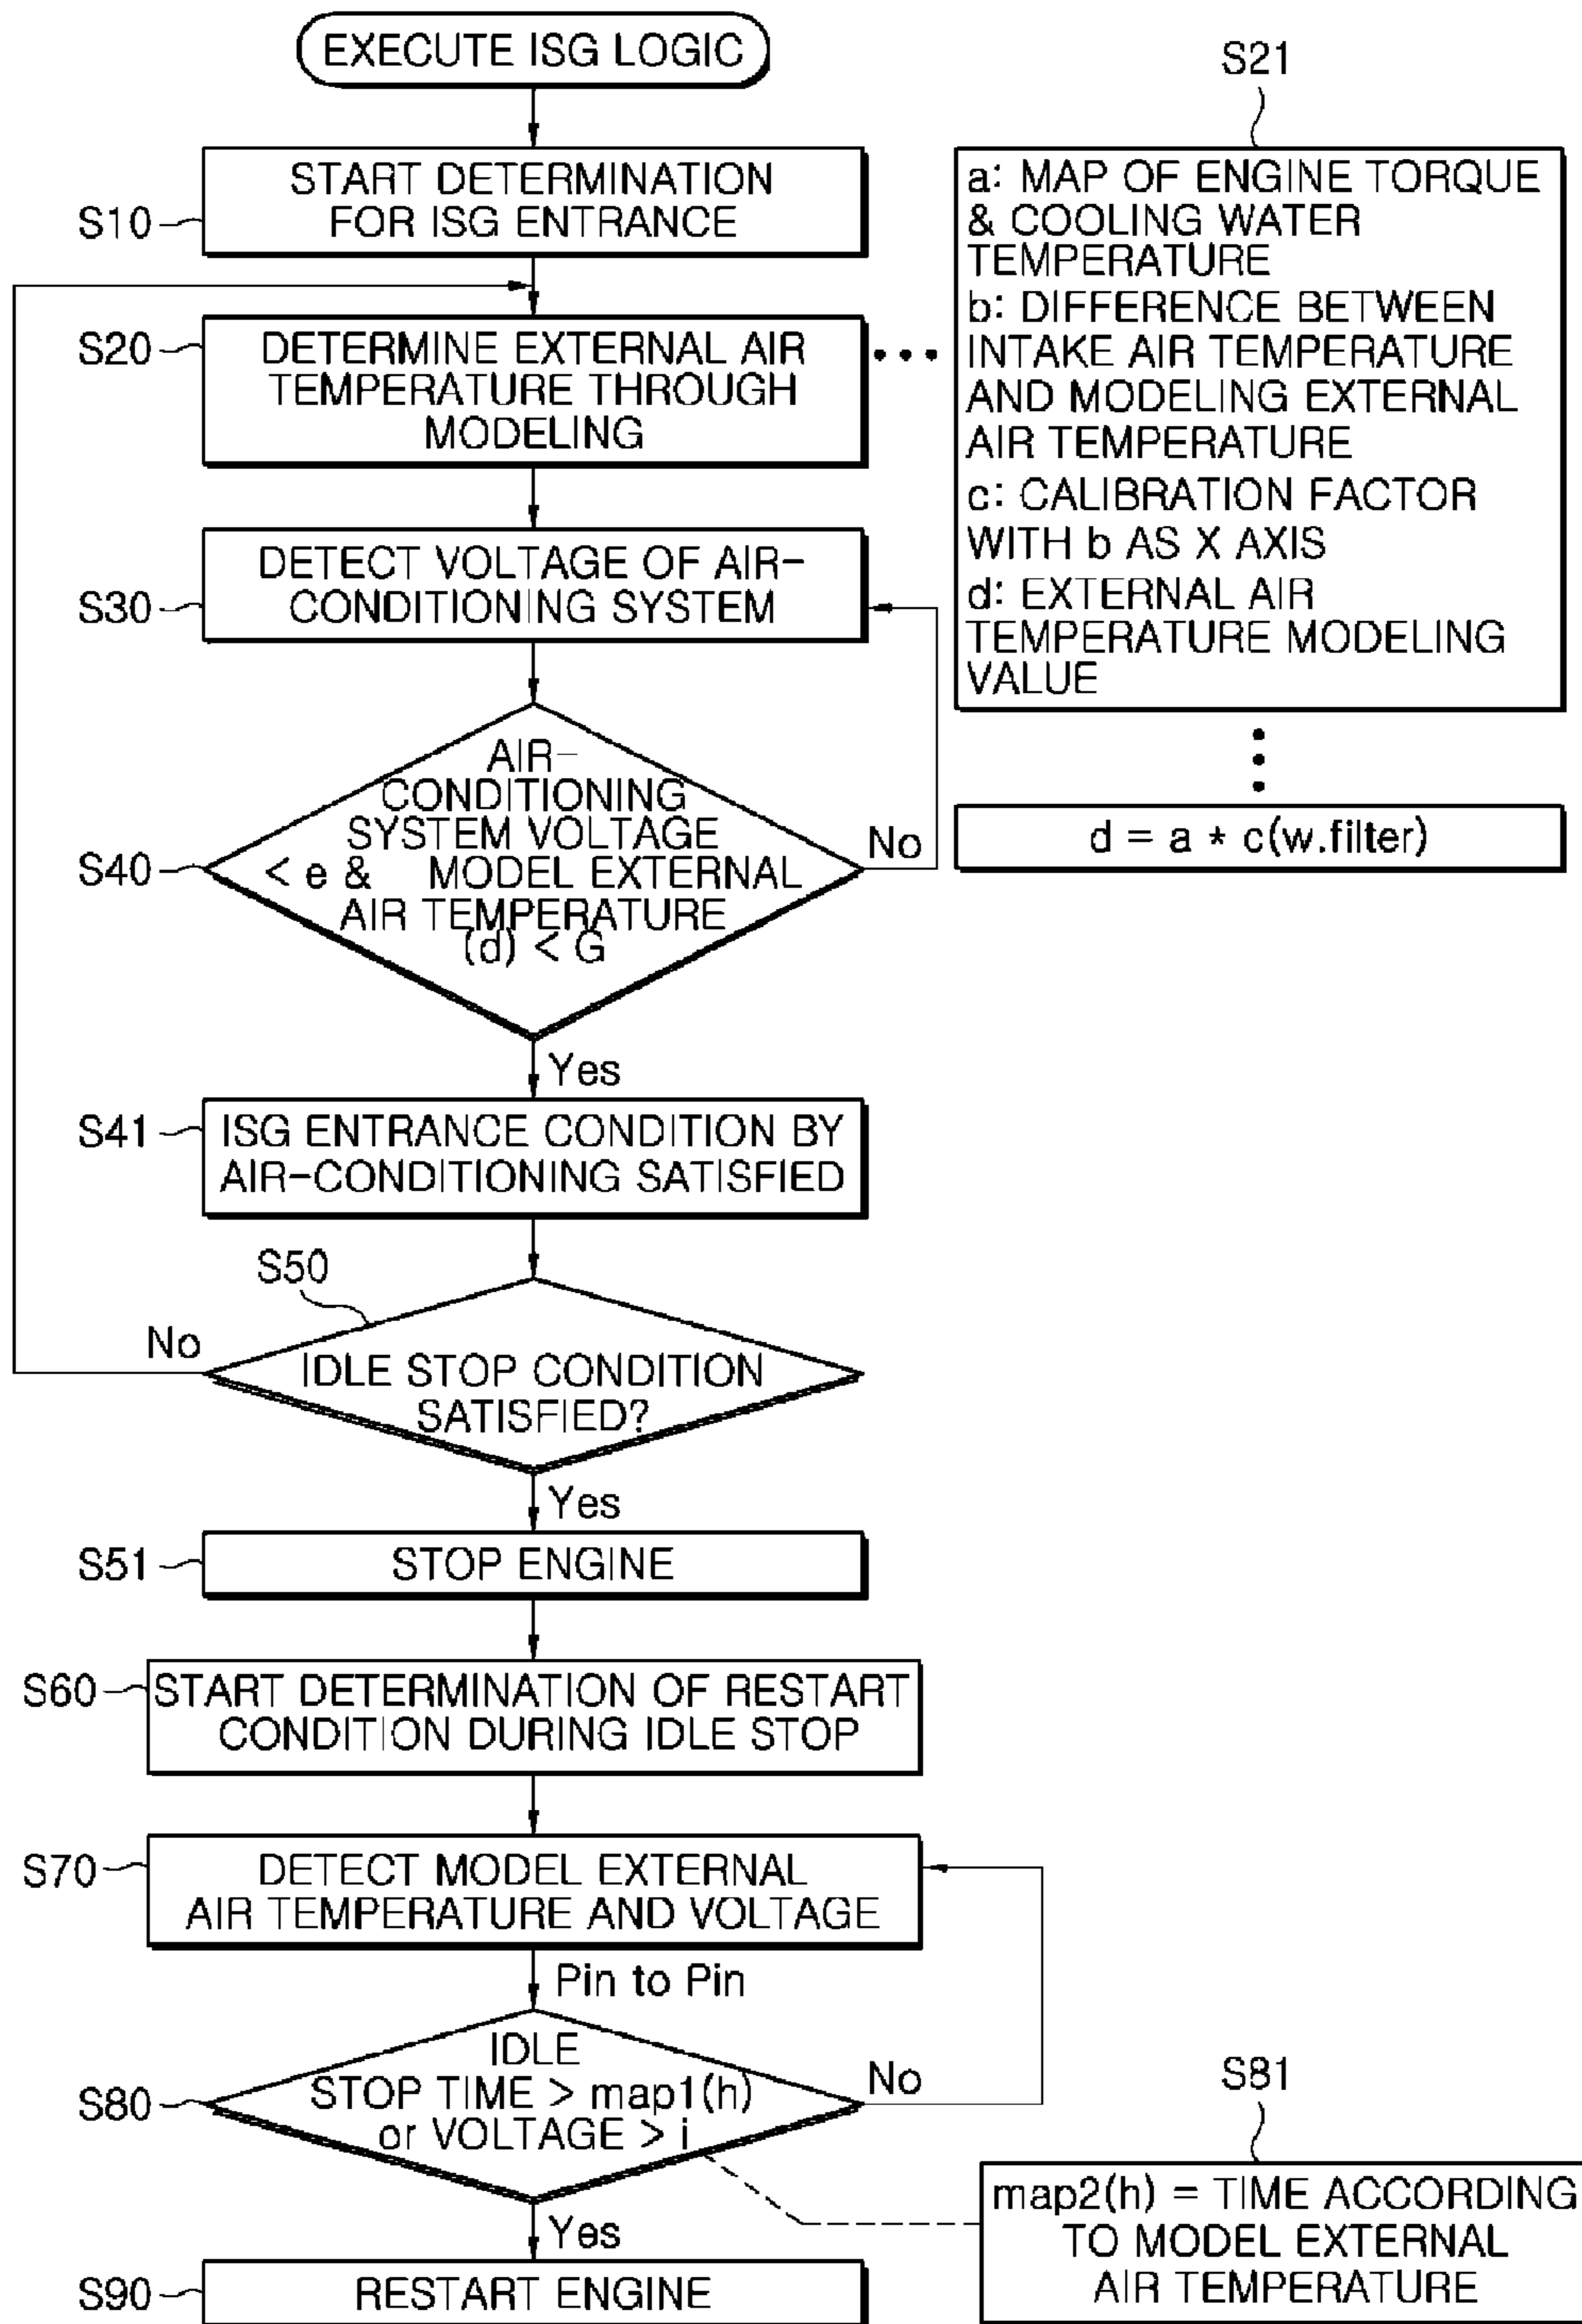 EXECUTE ISG LOGIC
S10
START DETERMINATION
FOR ISG ENTRANCE
S20
DETERMINE EXTERNAL AIR
TEMPERATURE THROUGH
MODELING
S21
a: MAP OF ENGINE TORQUE
& COOLING WATER
TEMPERATURE
b: DIFFERENCE BETWEEN
INTAKE AIR TEMPERATURE
AND MODELING EXTERNAL
AIR TEMPERATURE
c: CALIBRATION FACTOR
WITH b AS X AXIS
d: EXTERNAL AIR
TEMPERATURE MODELING
VALUE
d = a * c(w.filter)
S30
DETECT VOLTAGE OF AIR-
CONDITIONING SYSTEM
S40
AIR-
CONDITIONING
SYSTEM VOLTAGE
< e & MODEL EXTERNAL
AIR TEMPERATURE
(d) < G
No
Yes
S41
ISG ENTRANCE CONDITION BY
AIR-CONDITIONING SATISFIED
S50
No
IDLE STOP CONDITION
SATISFIED?
Yes
S51
STOP ENGINE
S60
START DETERMINATION OF RESTART
CONDITION DURING IDLE STOP
S70
DETECT MODEL EXTERNAL
AIR TEMPERATURE AND VOLTAGE
Pin to Pin
S80
IDLE
STOP TIME > map1(h)
or VOLTAGE > i
No
Yes
S81
map2(h) = TIME ACCORDING
TO MODEL EXTERNAL
AIR TEMPERATURE
S90
RESTART ENGINE